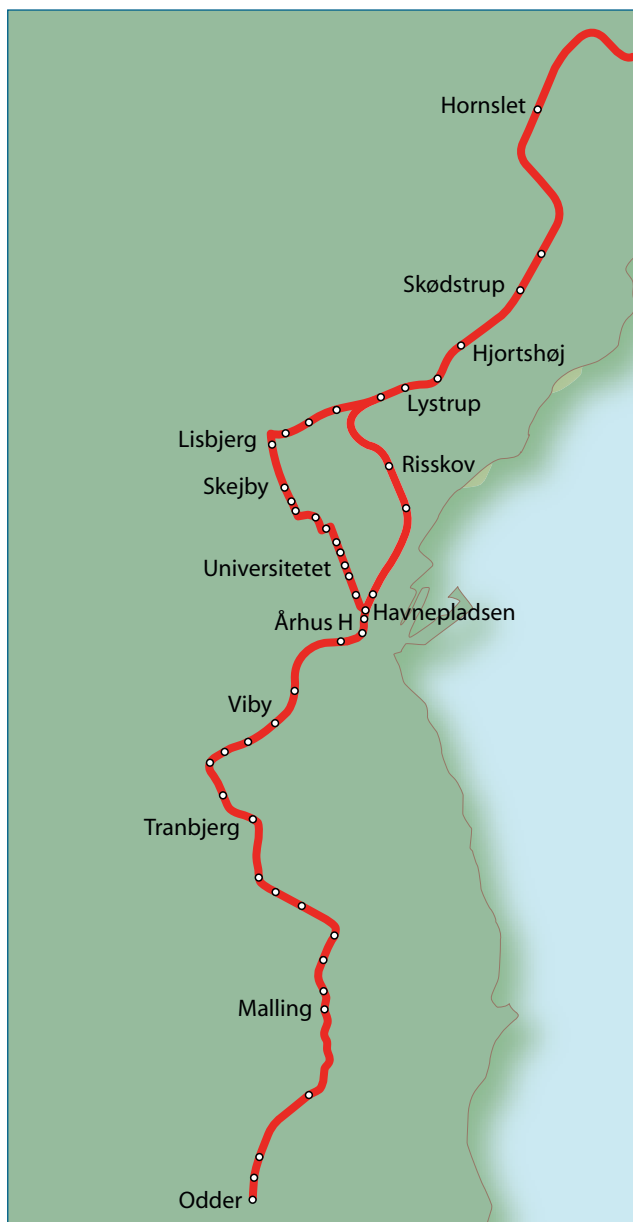 Hornslet
Skødstrup
Hjortshøj
Lystrup
Lisbjerg
Risskov
Skejby
Universitetet
Havnepladsen
Århus H
Viby
Tranbjerg
Malling
Odder